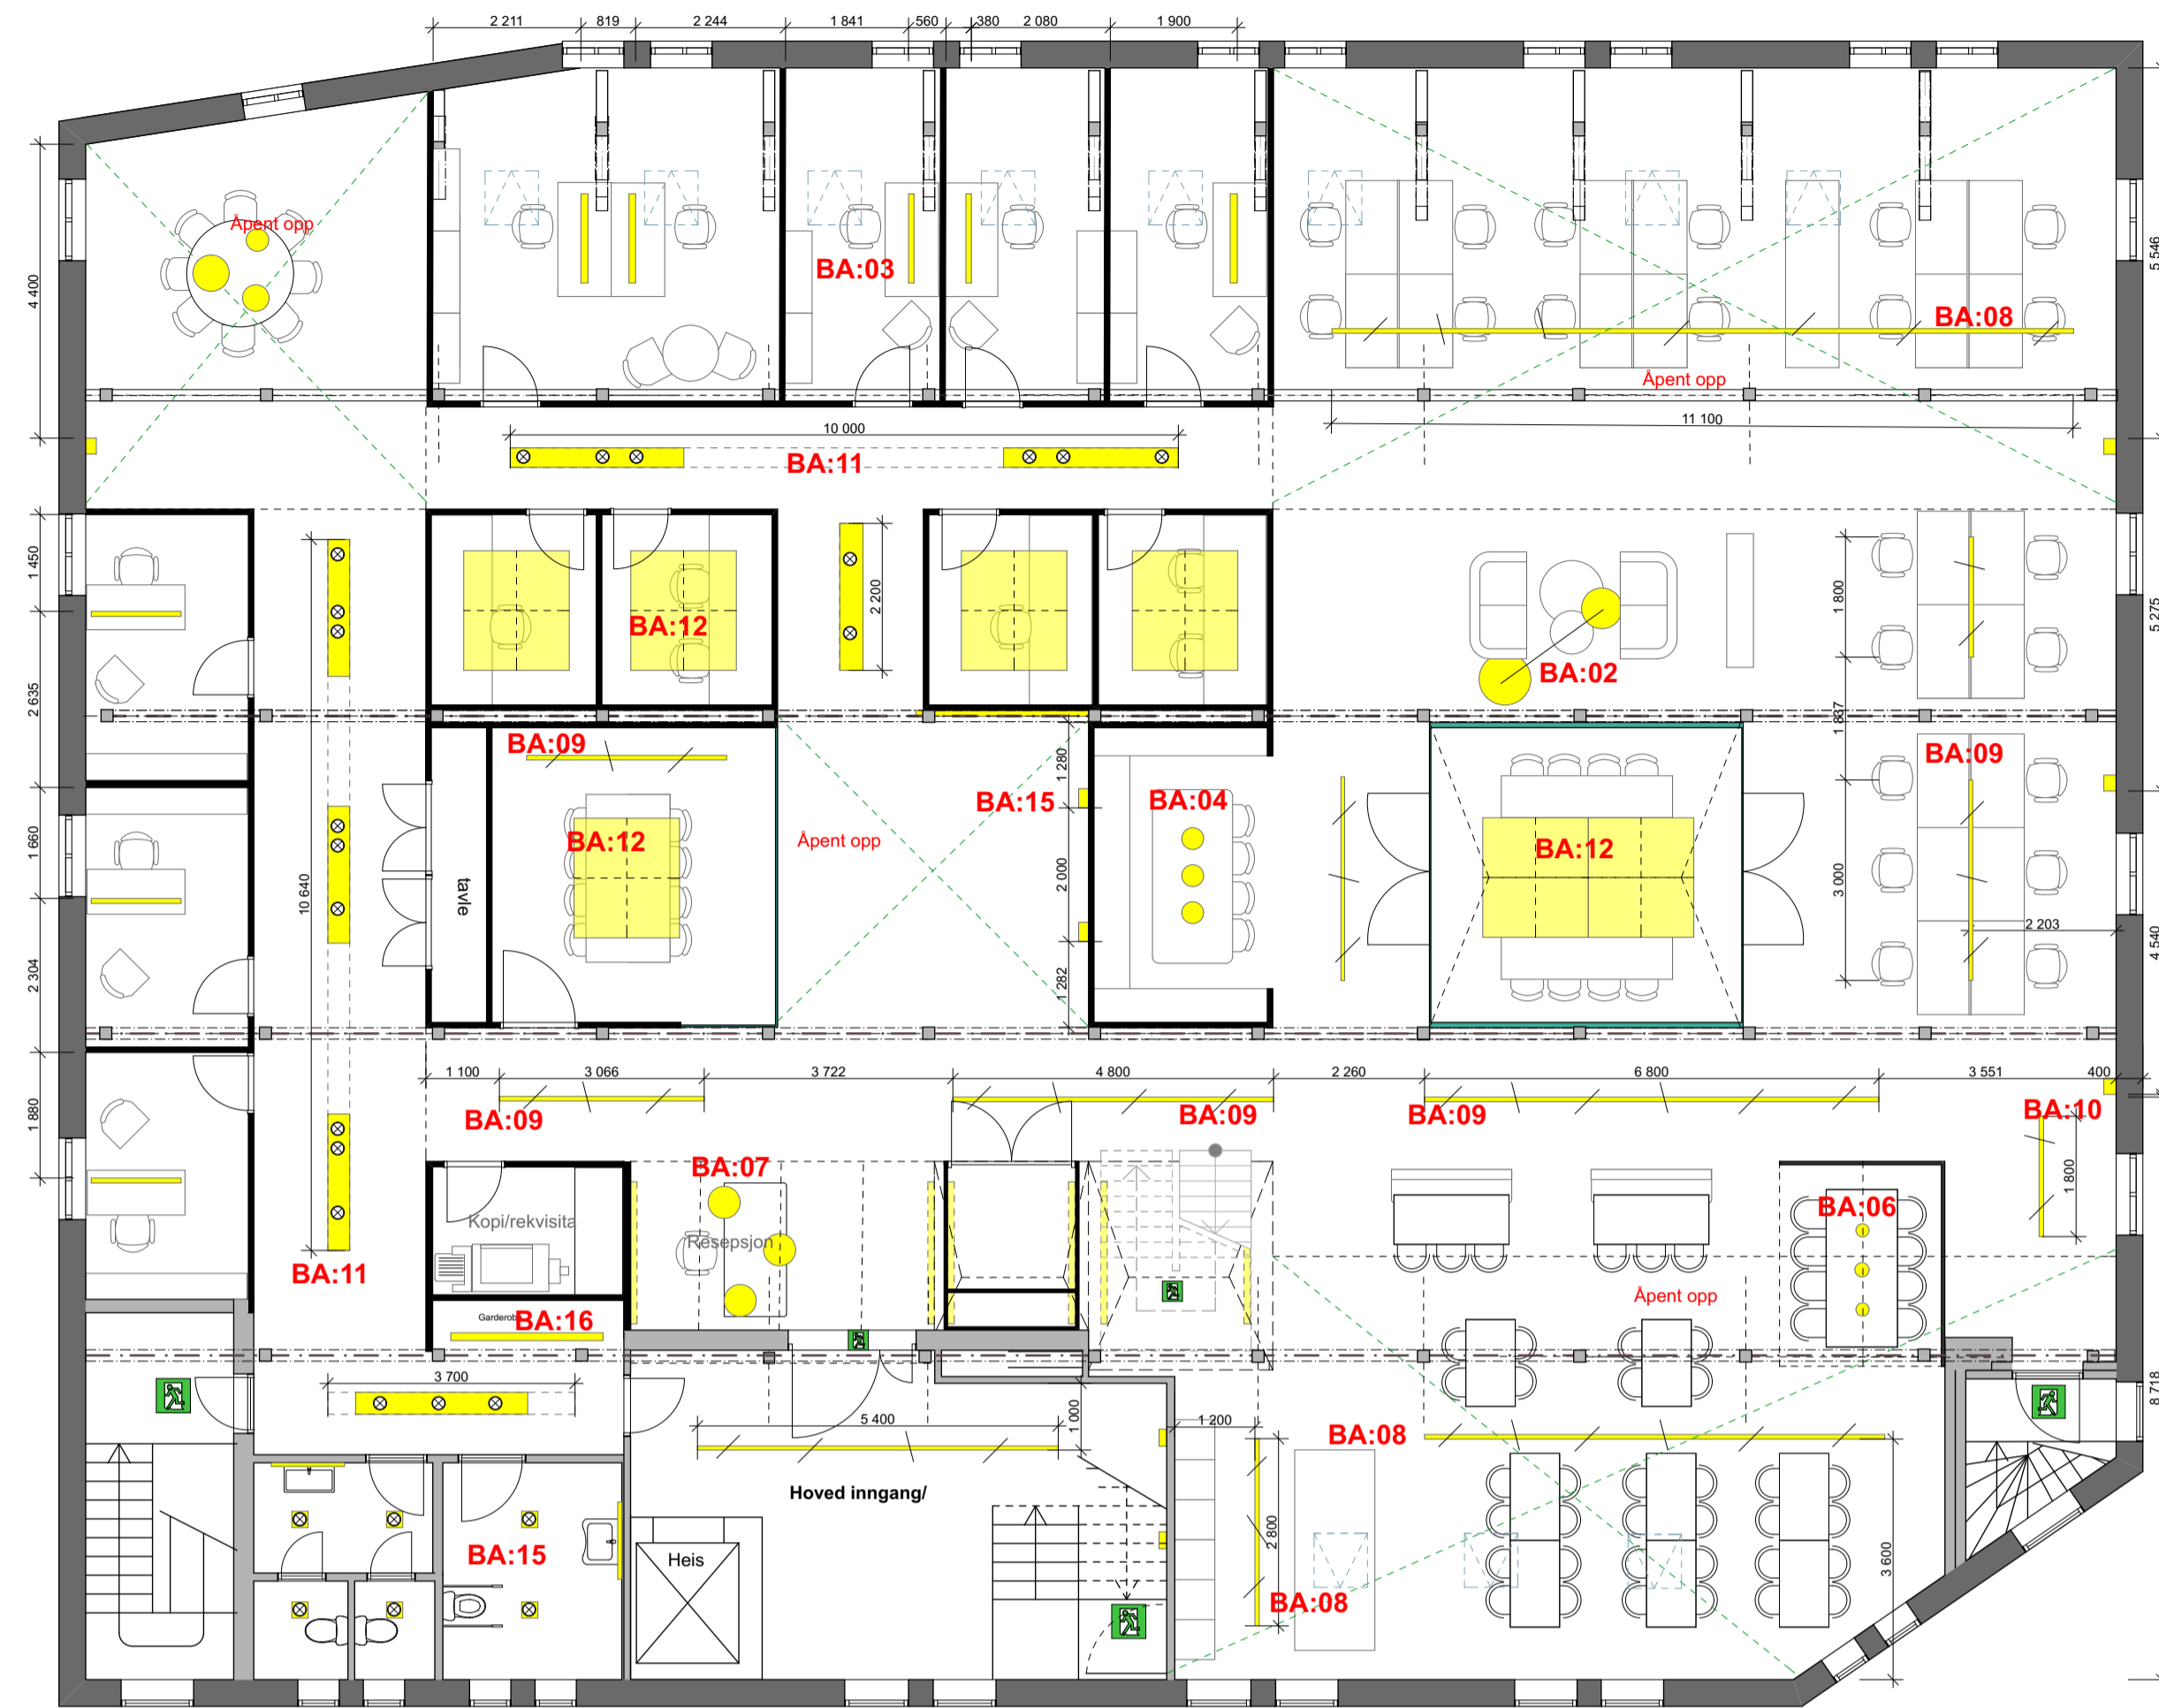 2 211
819
2 244
1 841
560
380
2 080
1 900
Åpent opp
BA:03
BA:08
5 546
4 400
Åpent opp
11 100
10 000
BA:11
1 450
2 200
BA:12
1 800
5 275
BA:02
2 635
1 837
BA:09
BA:09
1 280
BA:15
BA:04
1 660
Åpent opp
BA:12
BA:12
10 640
tavle
2 000
3 000
2 203
4 540
2 304
1 282
1 100
3 066
3 722
4 800
2 260
6 800
3 551
400
BA:09
BA:09
BA:09
BA:10
1 880
BA:07
1 800
BA:06
Kopi/rekvisita
Resepsjon
BA:11
Åpent opp
BA:16
3 700
5 400
1 000
1 200
BA:08
8 718
Hoved inngang/
2 800
BA:15
Heis
3 600
BA:08